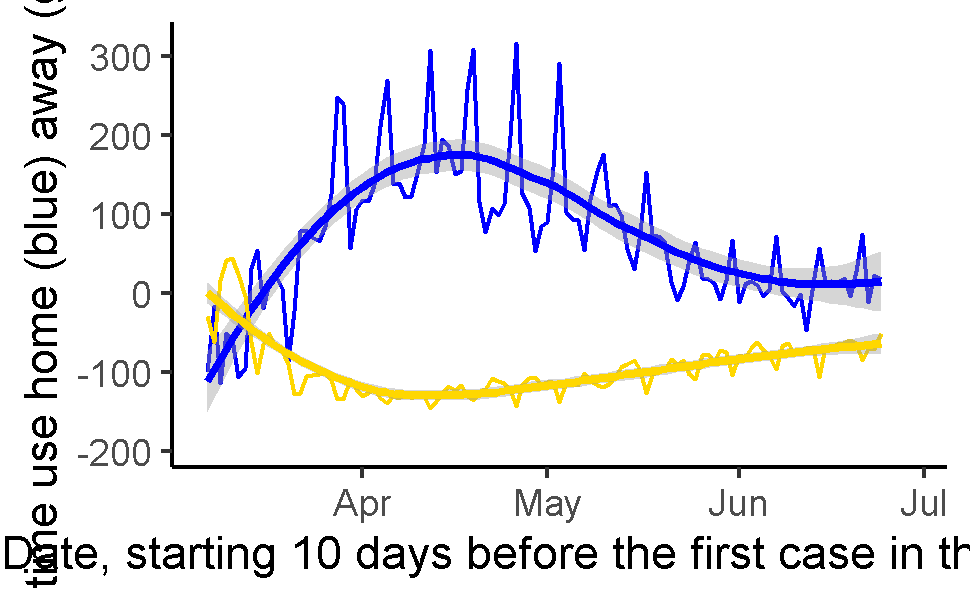 time use home (blue) away (
300
200
100
0
-100
-200
Apr May Jun Jul
Date, starting 10 days before the first case in th